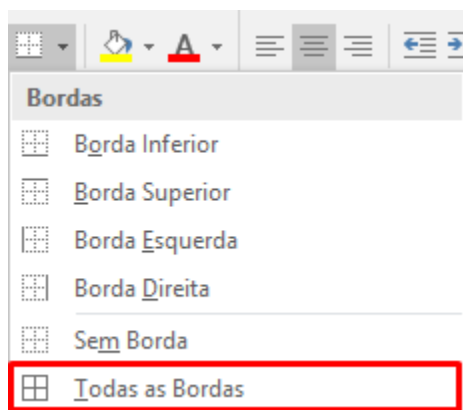 A
Bordas
Borda Inferior
Borda Superior
Borda Esquerda
Borda Direita
Sem Borda
Todas as Bordas